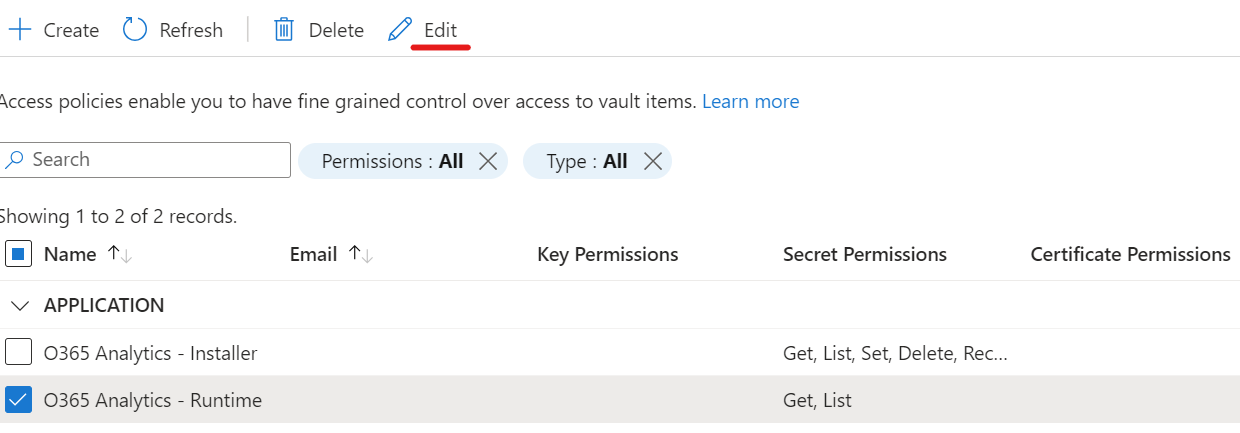 Create Refresh Delete Edit
Access policies enable you to have fine grained control over access to vault items. Learn more
Search Permissions : All Type : All
Showing 1 to 2 of 2 records.
Name Email Key Permissions Secret Permissions Certificate Permissions
APPLICATION
O365 Analytics - Installer Get, List, Set, Delete, Rec...
O365 Analytics - Runtime Get, List